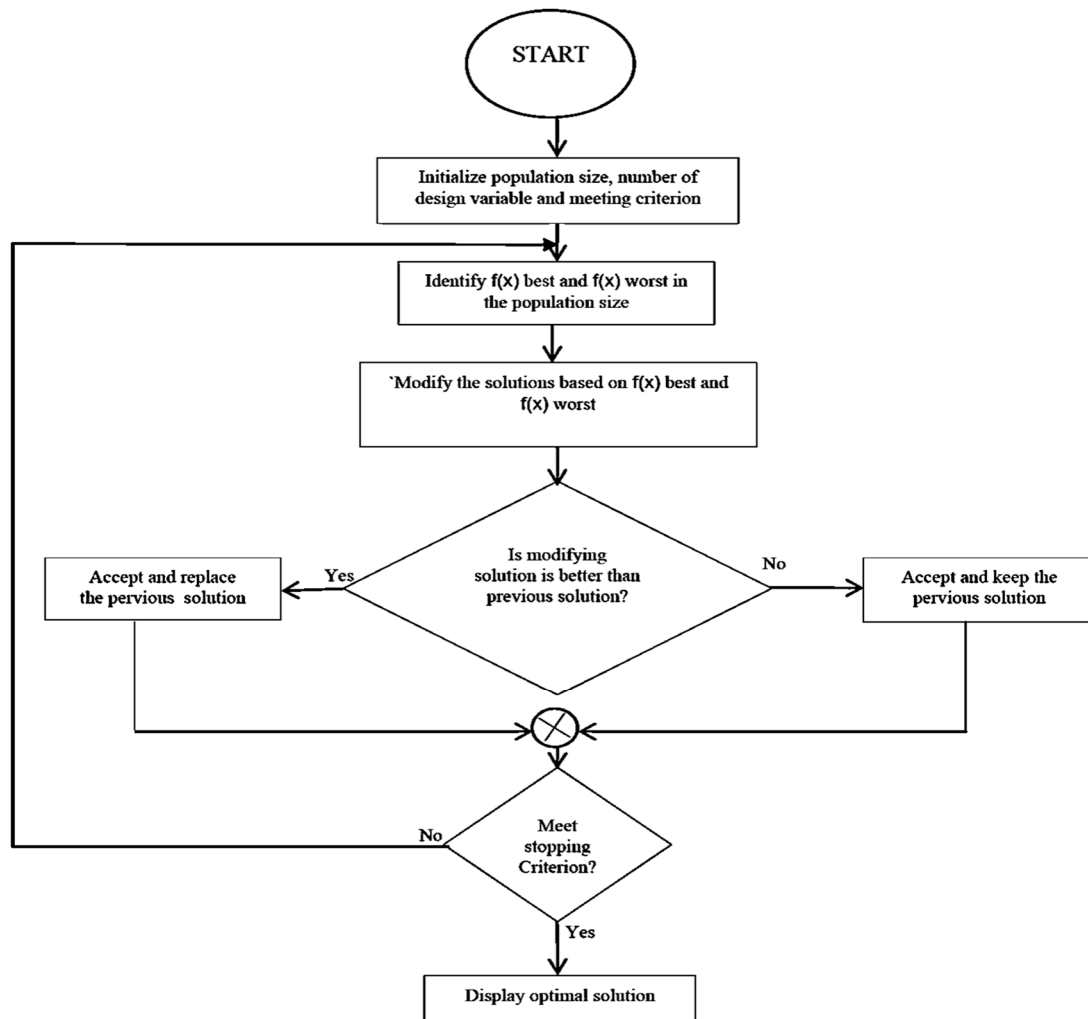 START
Initialize population size, number of
design variable and meeting criterion
Identify f(x) best and f(x) worst in
the population size
`Modify the solutions based on f(x) best and
f(x) worst
Is modifying
solution is better than
previous solution?
Yes
No
Accept and replace
the pervious solution
Accept and keep the
pervious solution
Meet
stopping
Criterion?
No
Yes
Display optimal solution